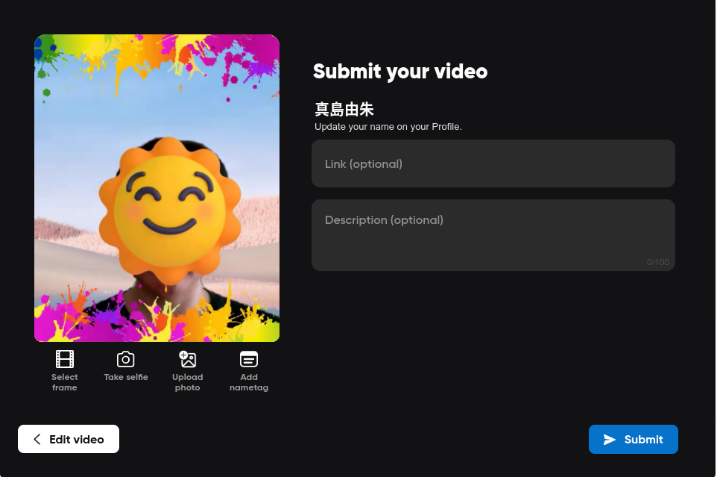 Submit your video
真島由朱
Update your name on your Profile.
Link (optional)
Description (optional)
0/100
Select
frame
Take selfie
Upload
photo
Add
nametag
Edit video
Submit